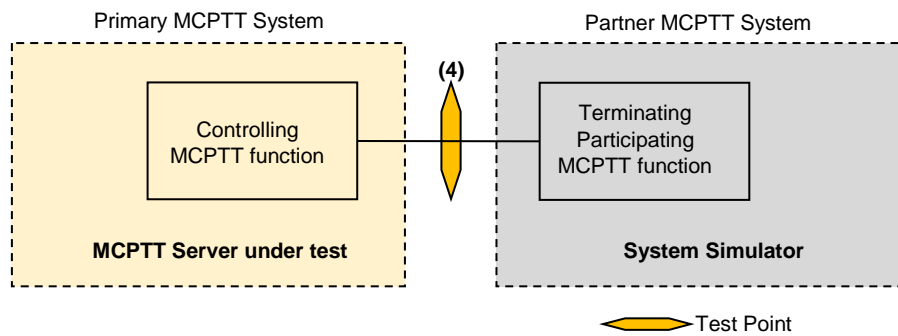 Primary MCPTT System
Partner MCPTT System
(4)
Controlling
MCPTT function
Terminating
Participating
MCPTT function
MCPTT Server under test
System Simulator
Test Point